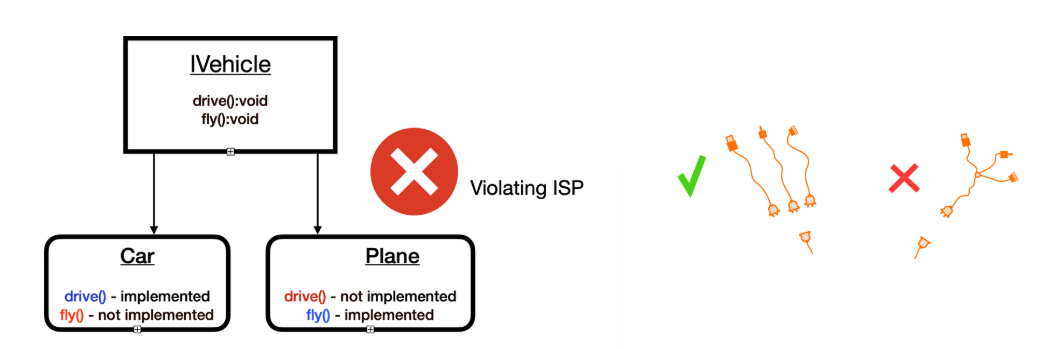 IVehicle
drive():void
fly():void
Violating ISP
Car
drive() - implemented
fly() - not implemented
Plane
drive() - not implemented
fly() - implemented